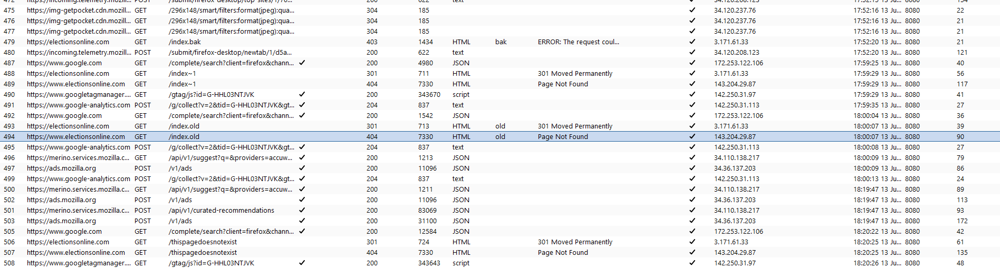 472 https://incoming.telemetry.mozill... POST /submit/firefox-desktop/top-sites/1/70... 200 622 text ✓ 34.120.208.123 17:52:15 13 Ju... 8080 134
475 https://img-getpocket.cdn.mozill... GET /296x148/smart/filters:format(jpeg):qua... 304 185 ✓ 34.120.237.76 17:52:16 13 Ju... 8080 22
476 https://img-getpocket.cdn.mozill... GET /296x148/smart/filters:format(jpeg):qua... 304 185 ✓ 34.120.237.76 17:52:16 13 Ju... 8080 21
477 https://img-getpocket.cdn.mozill... GET /296x148/smart/filters:format(jpeg):qua... 304 185 ✓ 34.120.237.76 17:52:16 13 Ju... 8080 21
479 https://electionsonline.com GET /index.bak 403 1434 HTML bak ERROR: The request coul... ✓ 3.171.61.33 17:52:20 13 Ju... 8080 21
480 https://incoming.telemetry.mozill... POST /submit/firefox-desktop/newtab/1/d5a... 200 622 text ✓ 34.120.208.123 17:52:20 13 Ju... 8080 121
487 https://www.google.com GET /complete/search?client=firefox&chann... ✓ 200 4980 JSON ✓ 172.253.122.106 17:59:25 13 Ju... 8080 40
488 https://electionsonline.com GET /index~1 301 711 HTML 301 Moved Permanently ✓ 3.171.61.33 17:59:29 13 Ju... 8080 56
489 https://www.electionsonline.com GET /index~1 404 7330 HTML Page Not Found ✓ 143.204.29.87 17:59:29 13 Ju... 8080 117
490 https://www.googletagmanager.... GET /gtag/js?id=G-HHL03NTJVK ✓ 200 343670 script ✓ 142.250.31.97 17:59:29 13 Ju... 8080 41
491 https://www.google-analytics.com POST /g/collect?v=2&tid=G-HHL03NTJVK&gt... ✓ 204 837 text ✓ 142.250.31.113 17:59:35 13 Ju... 8080 27
492 https://www.google.com GET /complete/search?client=firefox&chann... ✓ 200 1542 JSON ✓ 172.253.122.106 18:00:04 13 Ju... 8080 36
493 https://electionsonline.com GET /index.old 301 713 HTML old 301 Moved Permanently ✓ 3.171.61.33 18:00:07 13 Ju... 8080 39
494 https://www.electionsonline.com GET /index.old 404 7330 HTML old Page Not Found ✓ 143.204.29.87 18:00:07 13 Ju... 8080 90
495 https://www.google-analytics.com POST /g/collect?v=2&tid=G-HHL03NTJVK&gt... ✓ 204 837 text ✓ 142.250.31.113 18:00:08 13 Ju... 8080 27
496 https://merino.services.mozilla.c... GET /api/v1/suggest?q=&providers=accuw... ✓ 200 1213 JSON ✓ 34.110.138.217 18:00:09 13 Ju... 8080 79
497 https://ads.mozilla.org POST /v1/ads ✓ 200 11096 JSON ✓ 34.36.137.203 18:00:09 13 Ju... 8080 86
499 https://www.google-analytics.com POST /g/collect?v=2&tid=G-HHL03NTJVK&gt... ✓ 204 837 text ✓ 142.250.31.113 18:00:13 13 Ju... 8080 24
500 https://merino.services.mozilla.c... GET /api/v1/suggest?q=&providers=accuw... ✓ 200 1211 JSON ✓ 34.110.138.217 18:19:47 13 Ju... 8080 89
502 https://ads.mozilla.org POST /v1/ads ✓ 200 11096 JSON ✓ 34.36.137.203 18:19:47 13 Ju... 8080 113
501 https://merino.services.mozilla.c... POST /api/v1/curated-recommendations ✓ 200 83069 JSON ✓ 34.110.138.217 18:19:47 13 Ju... 8080 93
503 https://ads.mozilla.org POST /v1/ads ✓ 200 31100 JSON ✓ 34.36.137.203 18:19:47 13 Ju... 8080 172
505 https://www.google.com GET /complete/search?client=firefox&chann... ✓ 200 12584 JSON ✓ 172.253.122.106 18:20:22 13 Ju... 8080 42
506 https://electionsonline.com GET /thispagedoesnotexist 301 724 HTML 301 Moved Permanently ✓ 3.171.61.33 18:20:25 13 Ju... 8080 61
507 https://www.electionsonline.com GET /thispagedoesnotexist 404 7330 HTML Page Not Found ✓ 143.204.29.87 18:20:25 13 Ju... 8080 135
508 https://www.googletagmanager.... GET /gtag/js?id=G-HHL03NTJVK ✓ 200 343643 script ✓ 142.250.31.97 18:20:26 13 Ju... 8080 48